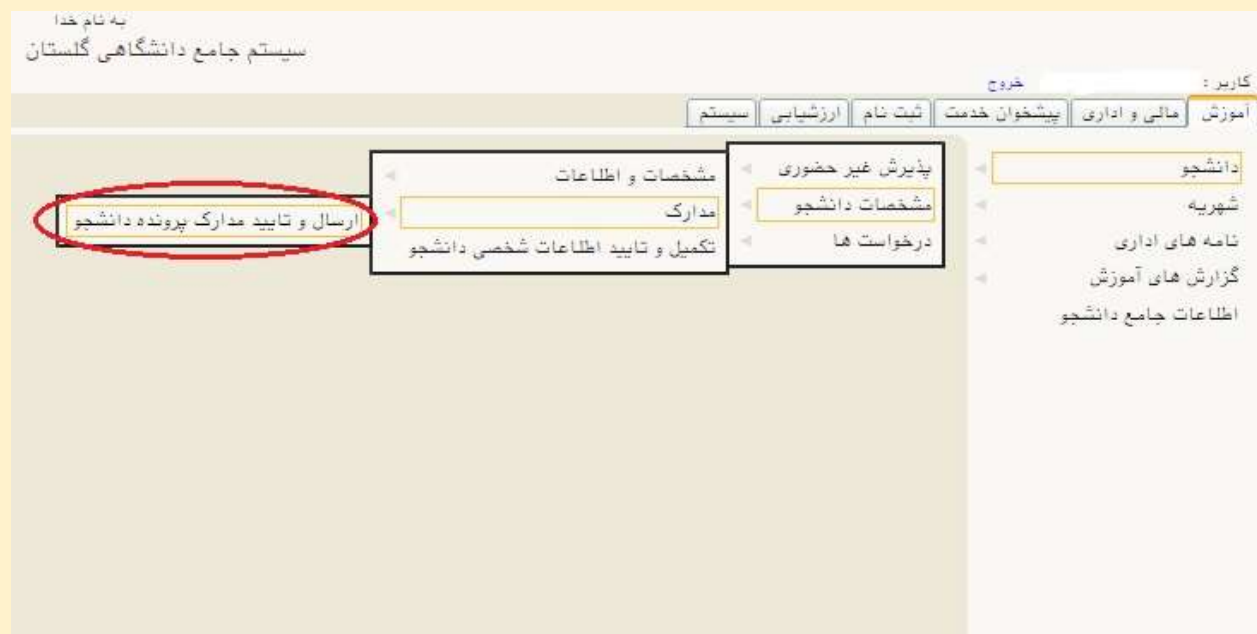 به نام خدا
سیستم جامع دانشگاهی گلستان
کاربر :
خروج
آموزش
مالی و اداری
پیشخوان خدمت
ثبت نام
ارزشیابی
سیستم
دانشجو
شهریه
نامه های اداری
گزارش های آموزش
اطلاعات جامع دانشجو
پذیرش غیر حضوری
مشخصات دانشجو
درخواست ها
مشخصات و اطلاعات
مدارک
تکمیل و تایید اطلاعات شخصی دانشجو
ارسال و تایید مدارک پرونده دانشجو